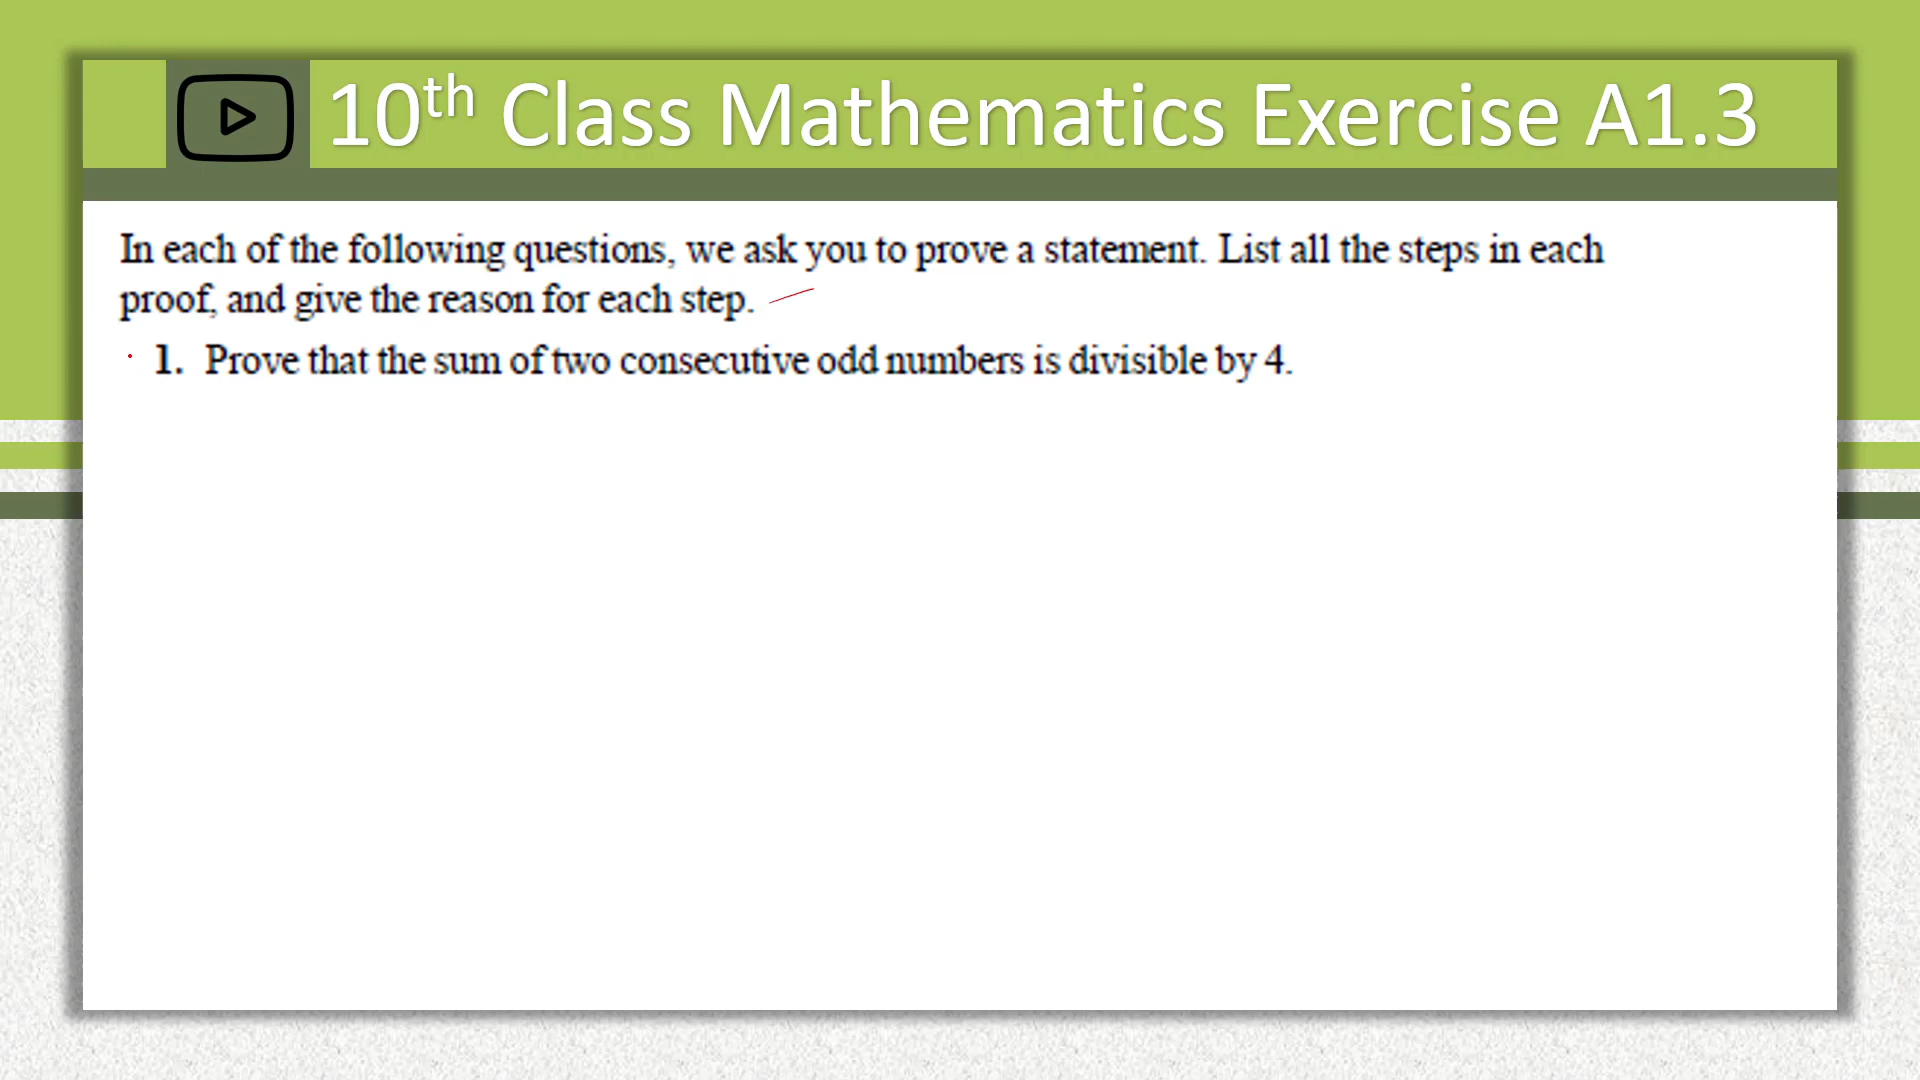 10th Class Mathematics Exercise A1.3
In each of the following questions, we ask you to prove a statement. List all the steps in each
proof, and give the reason for each step.
1. Prove that the sum of two consecutive odd numbers is divisible by 4.